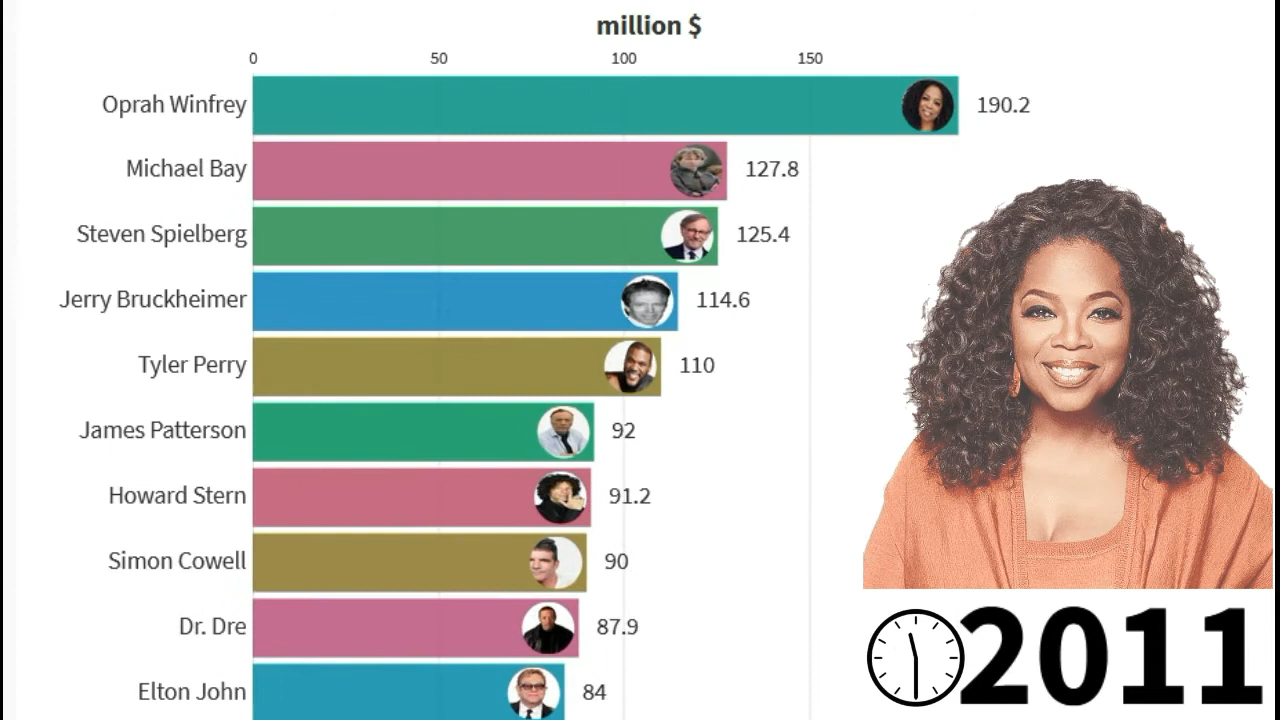 million $
0 50 100 150
Oprah Winfrey 190.2
Michael Bay 127.8
Steven Spielberg 125.4
Jerry Bruckheimer 114.6
Tyler Perry 110
James Patterson 92
Howard Stern 91.2
Simon Cowell 90
Dr. Dre 87.9
Elton John 84
2011